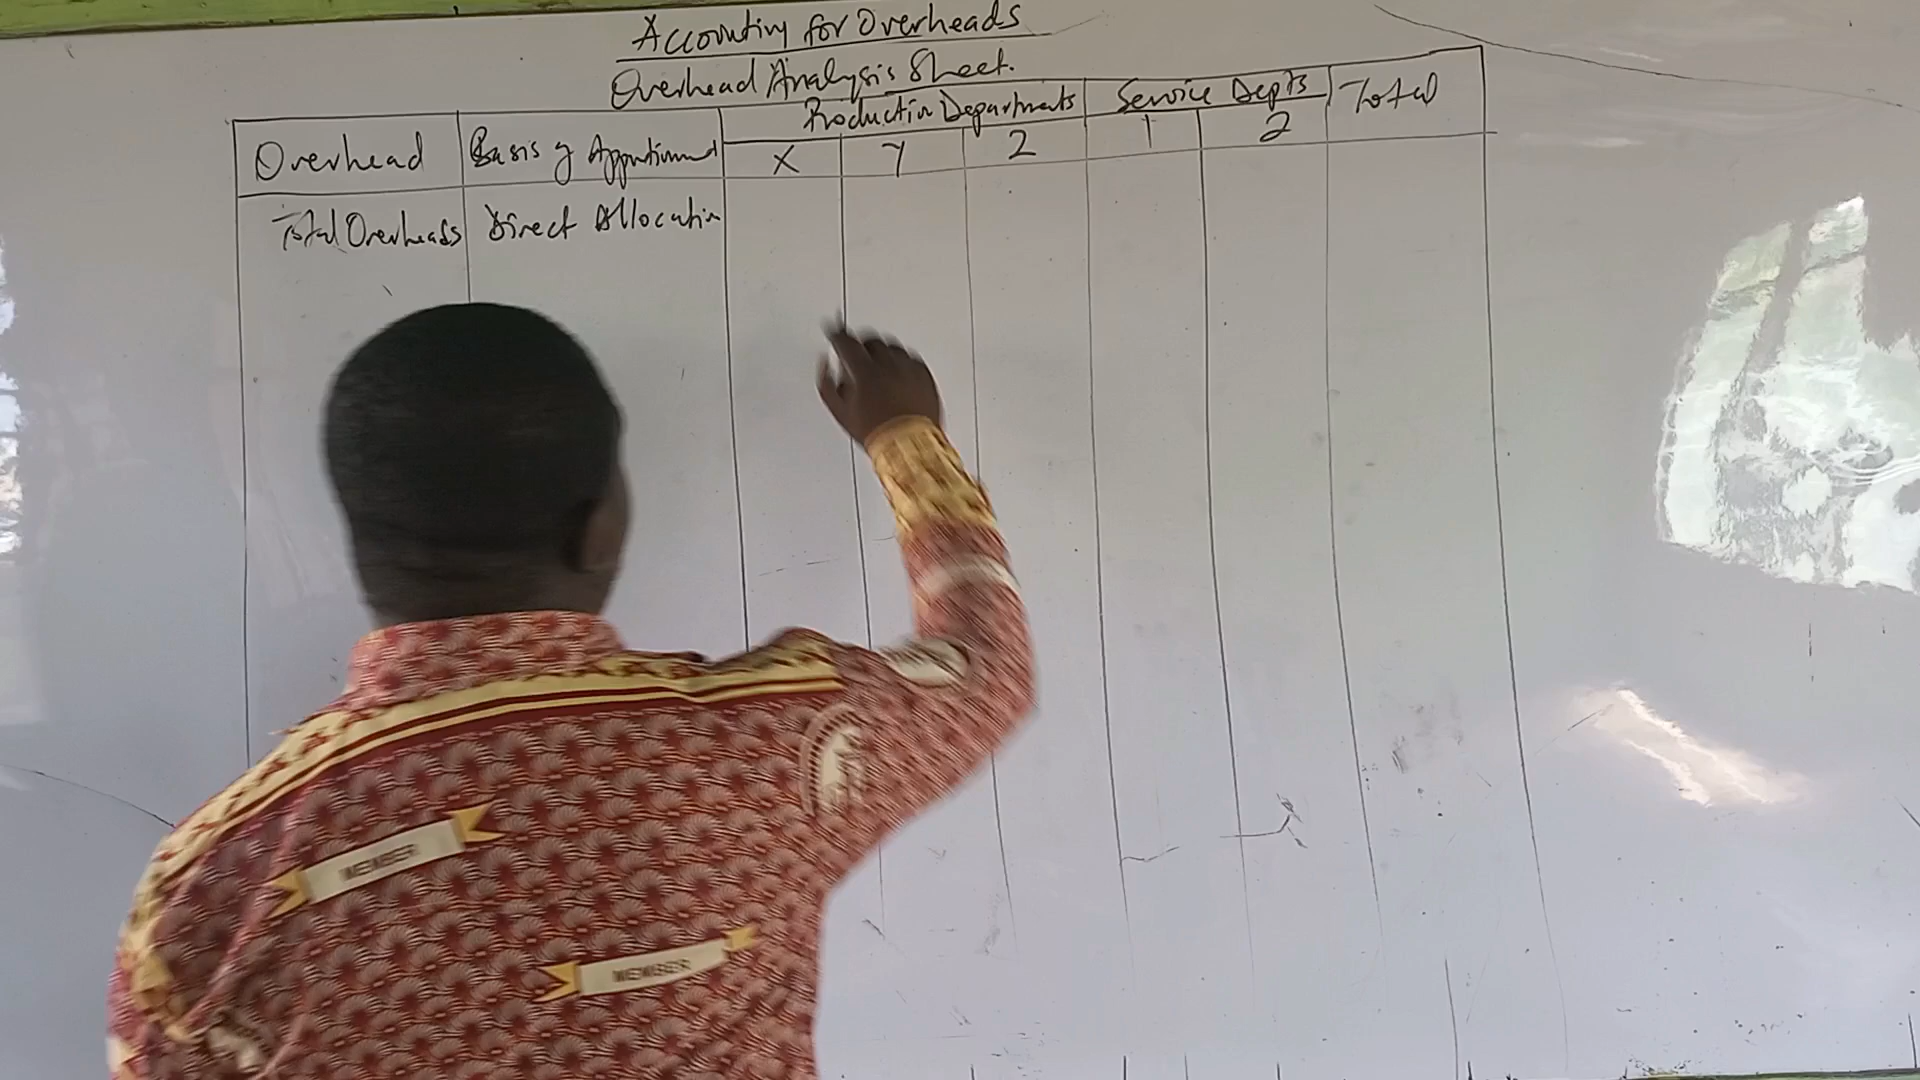 Accounting for Overheads
Overhead Analysis Sheet.
Overhead Basis of Apportionment Production Departments Service Depts Total
X Y Z 1 2
Total Overheads Direct Allocation
MEMBER
MEMBER